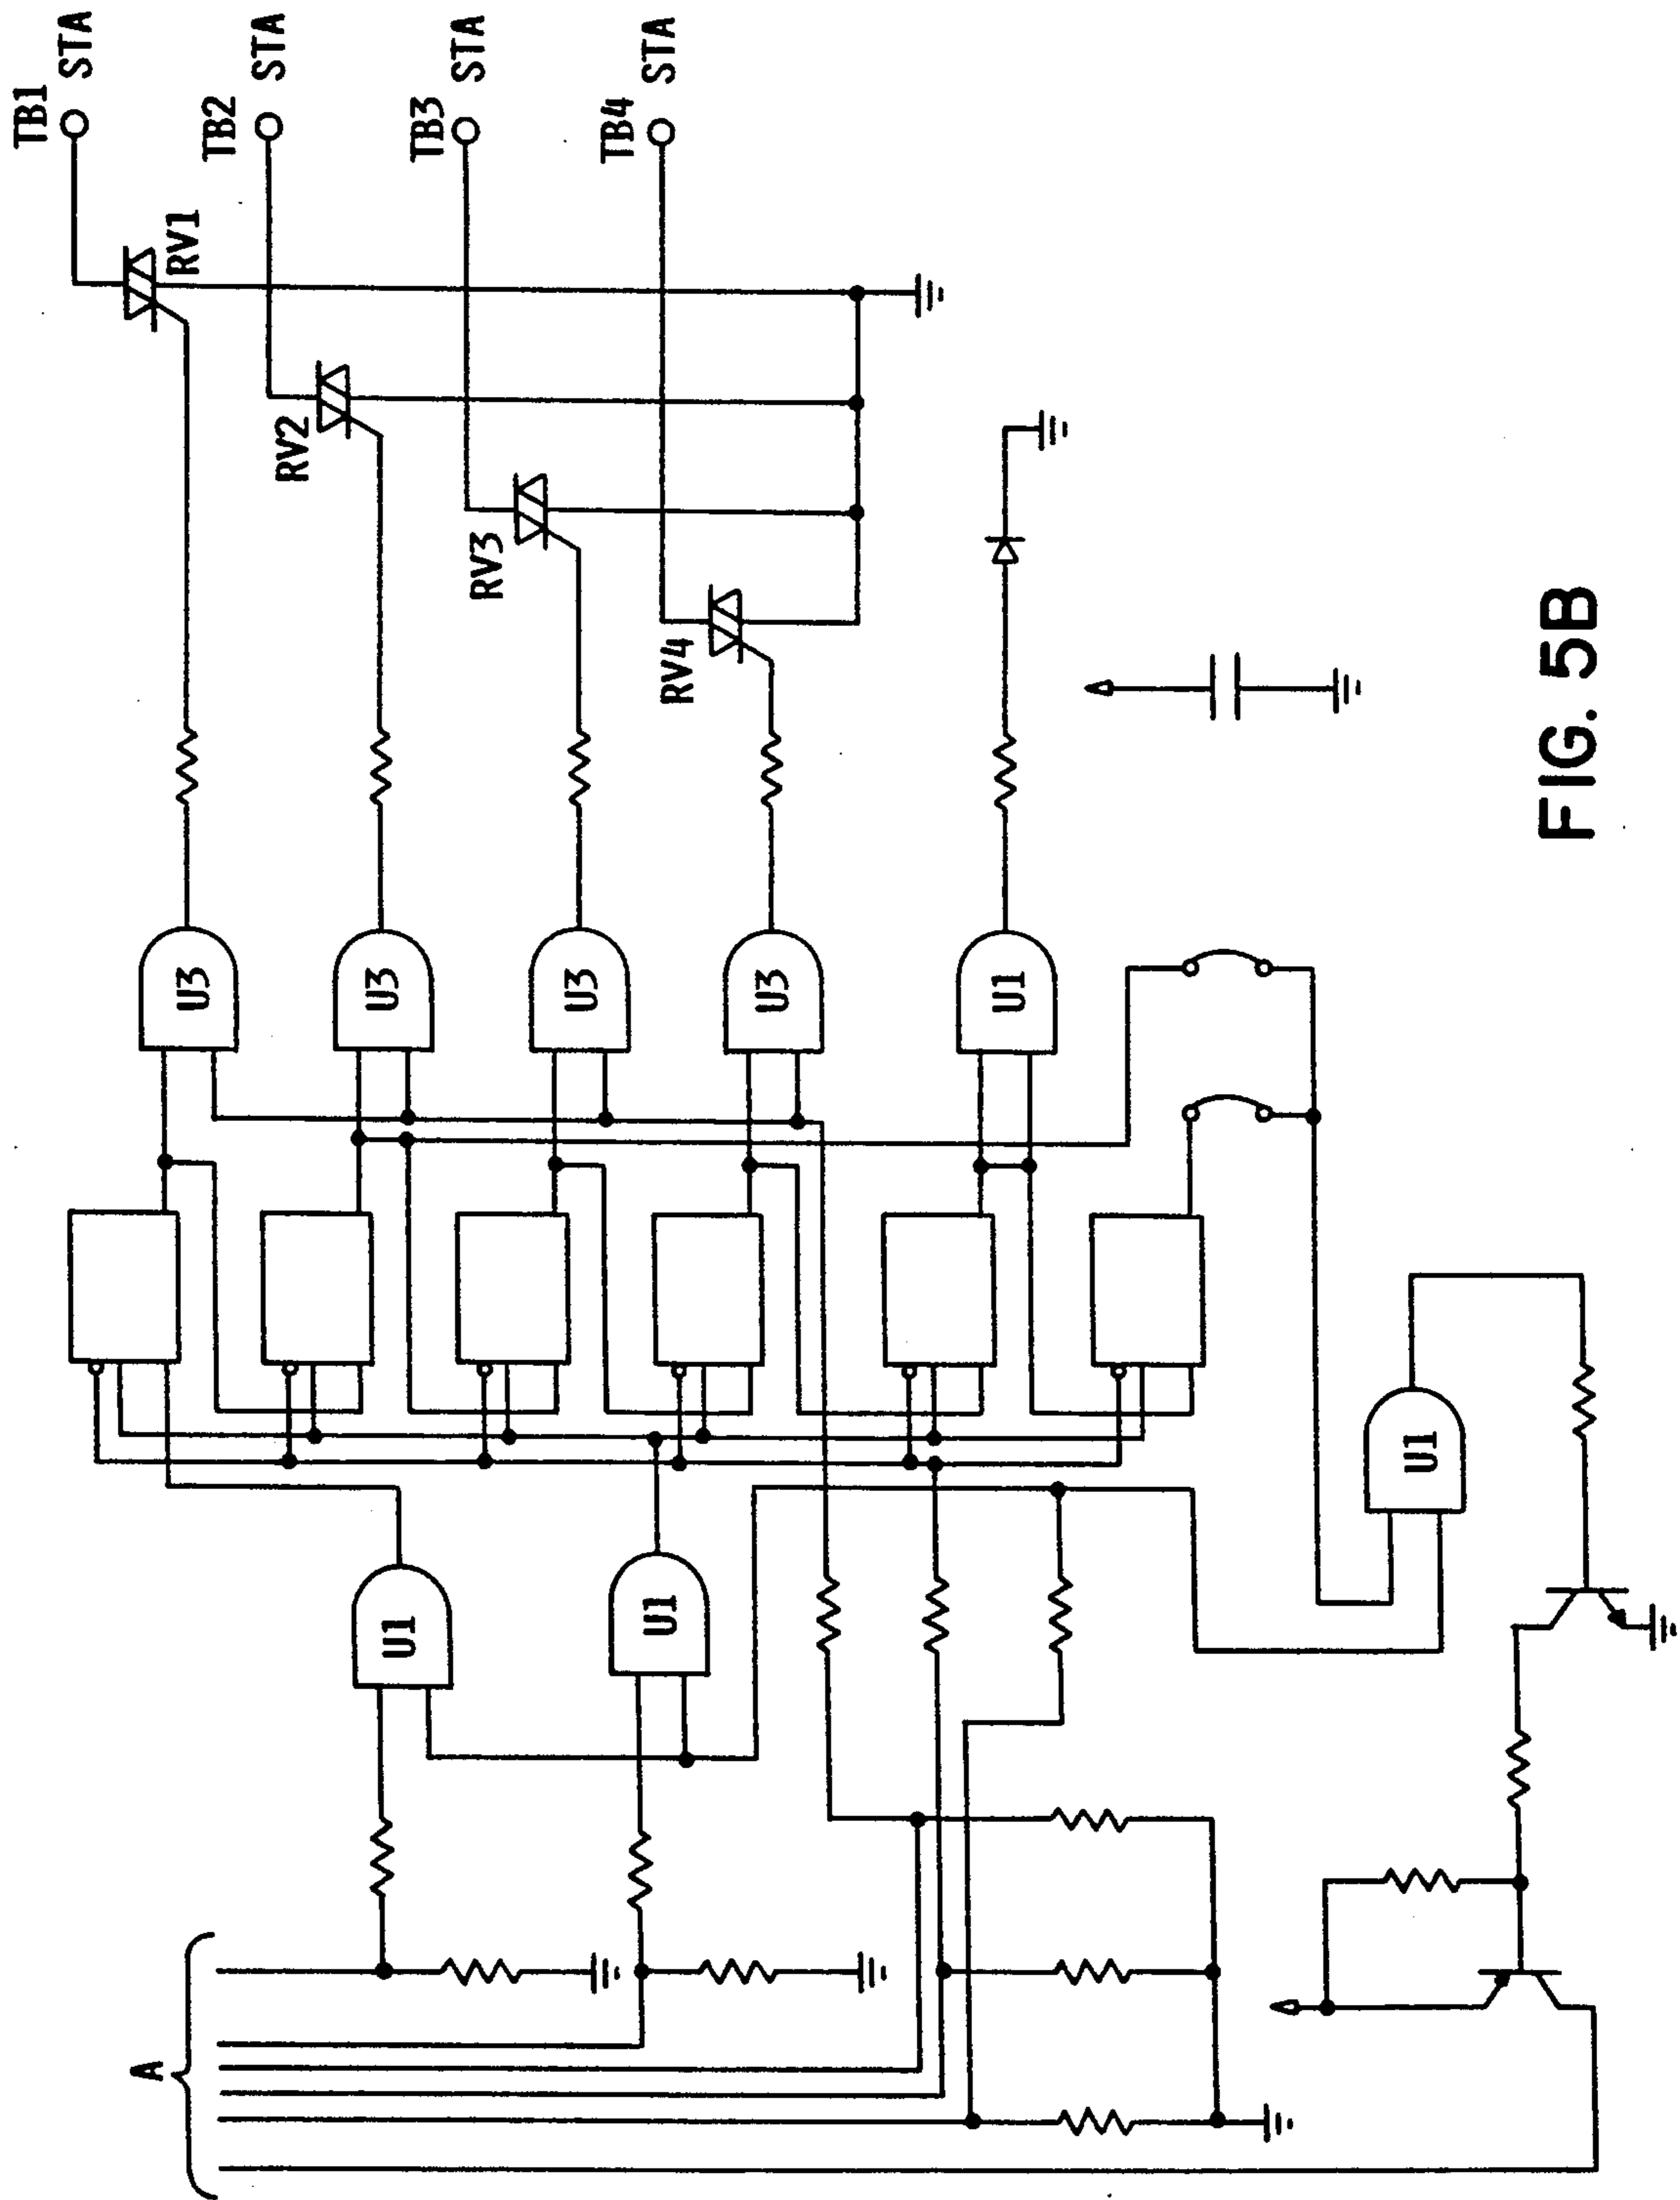 TB1
STA
TB2
STA
TB3
STA
TB4
STA
RV1
RV2
RV3
RV4
U3
U3
U3
U3
U1
U1
U1
U1
A
FIG. 5B